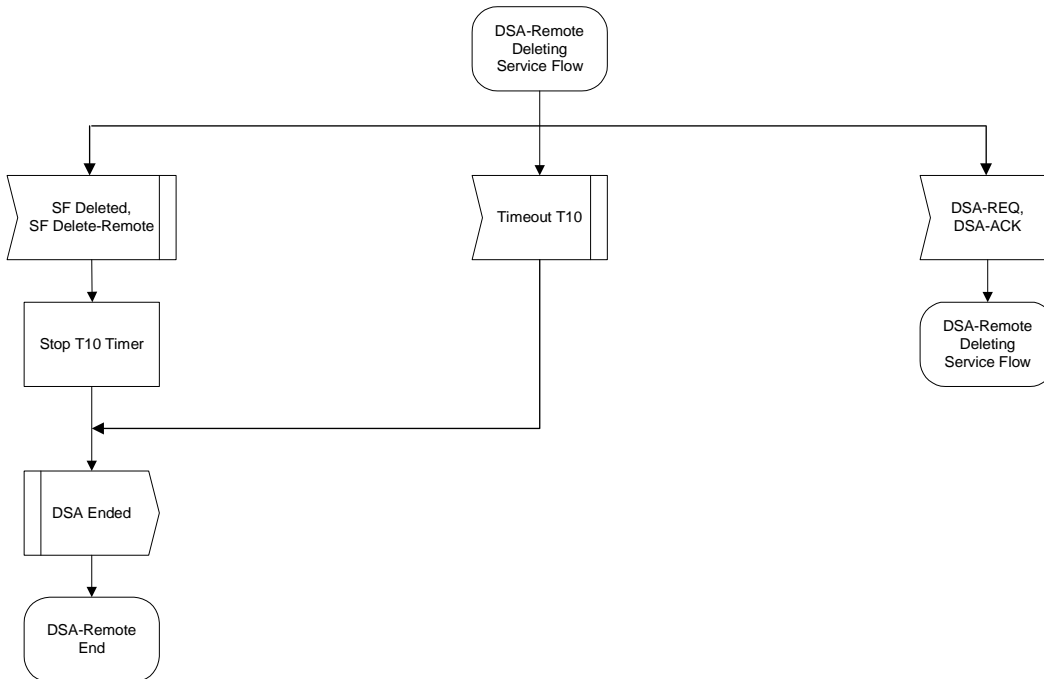 DSA-Remote
Deleting
Service Flow
SF Deleted,
SF Delete-Remote
Timeout T10
DSA-REQ,
DSA-ACK
Stop T10 Timer
DSA-Remote
Deleting
Service Flow
DSA Ended
DSA-Remote
End